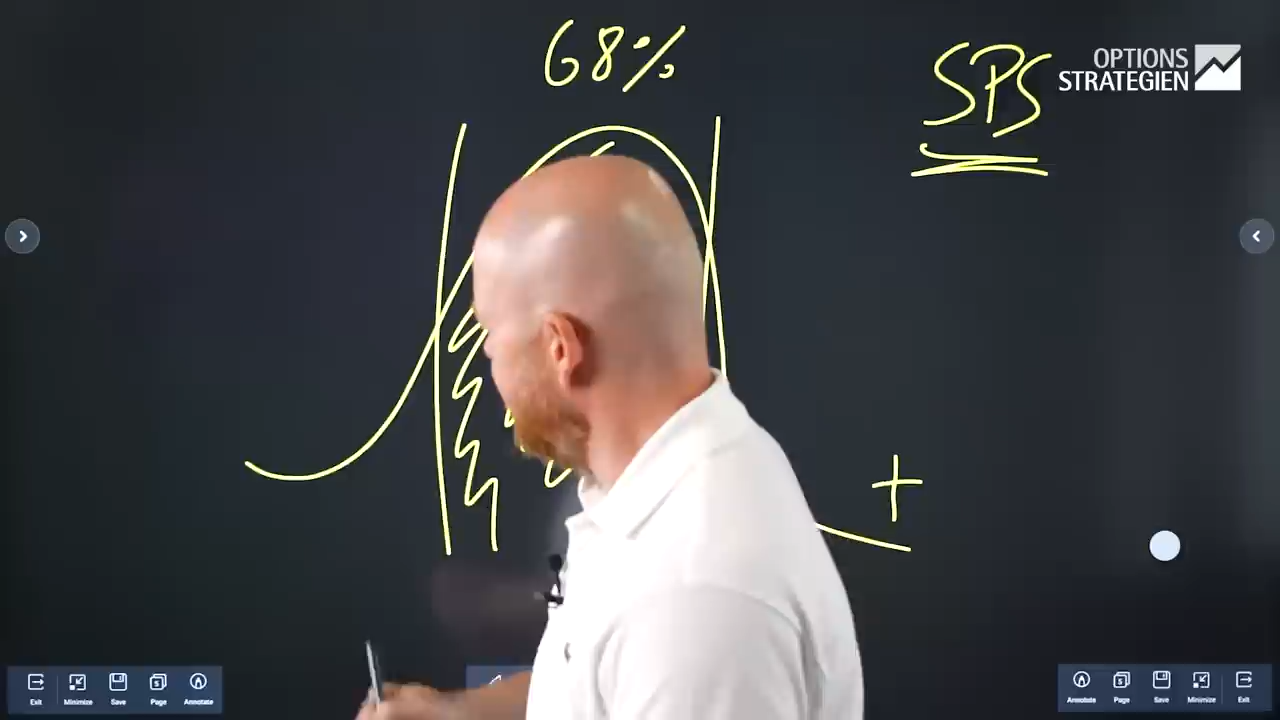 68%
SPS
OPTIONS
STRATEGIEN
+
Exit Minimize Save Page Annotate
Annotate Page Save Minimize Exit